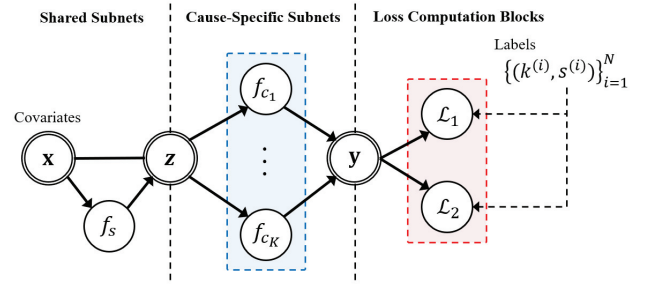 Shared Subnets
Cause-Specific Subnets
Loss Computation Blocks
Labels
{(k^(i), s^(i))}_{i=1}^N
Covariates
x
z
y
f_s
f_{c_1}
⋮
f_{c_K}
ℒ_1
ℒ_2